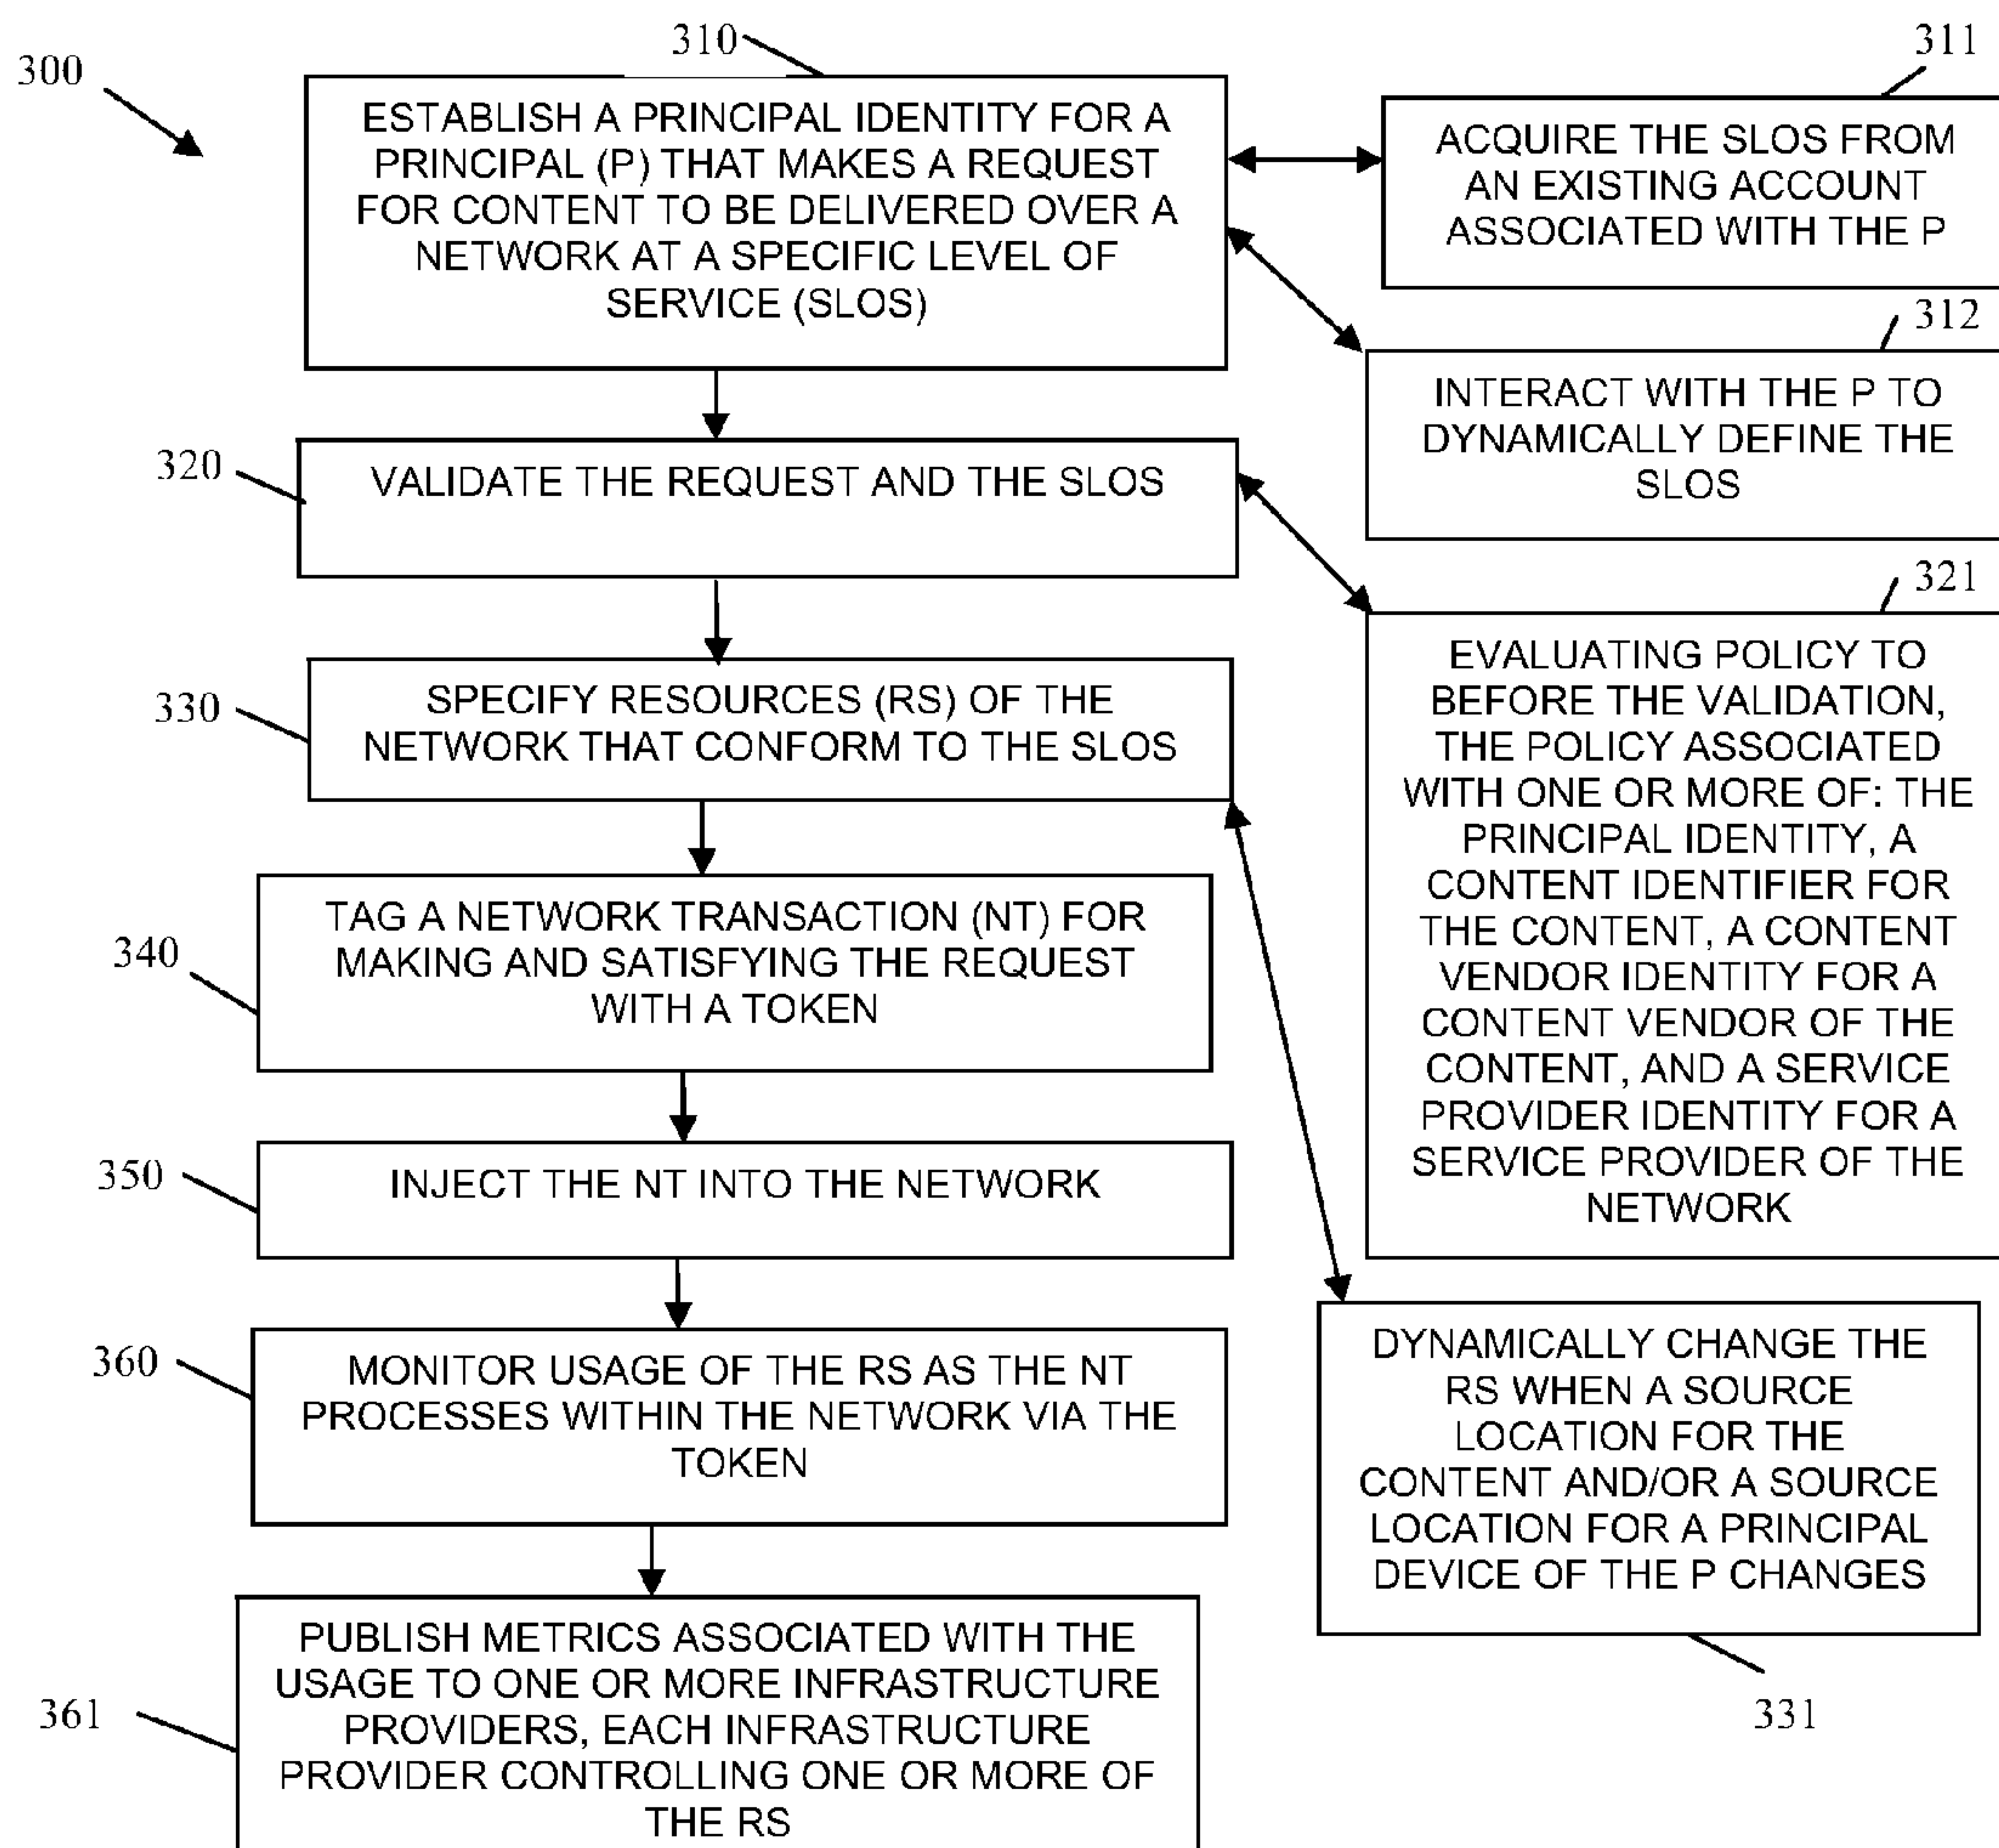 300
310
ESTABLISH A PRINCIPAL IDENTITY FOR A
PRINCIPAL (P) THAT MAKES A REQUEST
FOR CONTENT TO BE DELIVERED OVER A
NETWORK AT A SPECIFIC LEVEL OF
SERVICE (SLOS)
311
ACQUIRE THE SLOS FROM
AN EXISTING ACCOUNT
ASSOCIATED WITH THE P
312
INTERACT WITH THE P TO
DYNAMICALLY DEFINE THE
SLOS
320
VALIDATE THE REQUEST AND THE SLOS
321
EVALUATING POLICY TO
BEFORE THE VALIDATION,
THE POLICY ASSOCIATED
WITH ONE OR MORE OF: THE
PRINCIPAL IDENTITY, A
CONTENT IDENTIFIER FOR
THE CONTENT, A CONTENT
VENDOR IDENTITY FOR A
CONTENT VENDOR OF THE
CONTENT, AND A SERVICE
PROVIDER IDENTITY FOR A
SERVICE PROVIDER OF THE
NETWORK
330
SPECIFY RESOURCES (RS) OF THE
NETWORK THAT CONFORM TO THE SLOS
340
TAG A NETWORK TRANSACTION (NT) FOR
MAKING AND SATISFYING THE REQUEST
WITH A TOKEN
350
INJECT THE NT INTO THE NETWORK
360
MONITOR USAGE OF THE RS AS THE NT
PROCESSES WITHIN THE NETWORK VIA THE
TOKEN
DYNAMICALLY CHANGE THE
RS WHEN A SOURCE
LOCATION FOR THE
CONTENT AND/OR A SOURCE
LOCATION FOR A PRINCIPAL
DEVICE OF THE P CHANGES
331
361
PUBLISH METRICS ASSOCIATED WITH THE
USAGE TO ONE OR MORE INFRASTRUCTURE
PROVIDERS, EACH INFRASTRUCTURE
PROVIDER CONTROLLING ONE OR MORE OF
THE RS